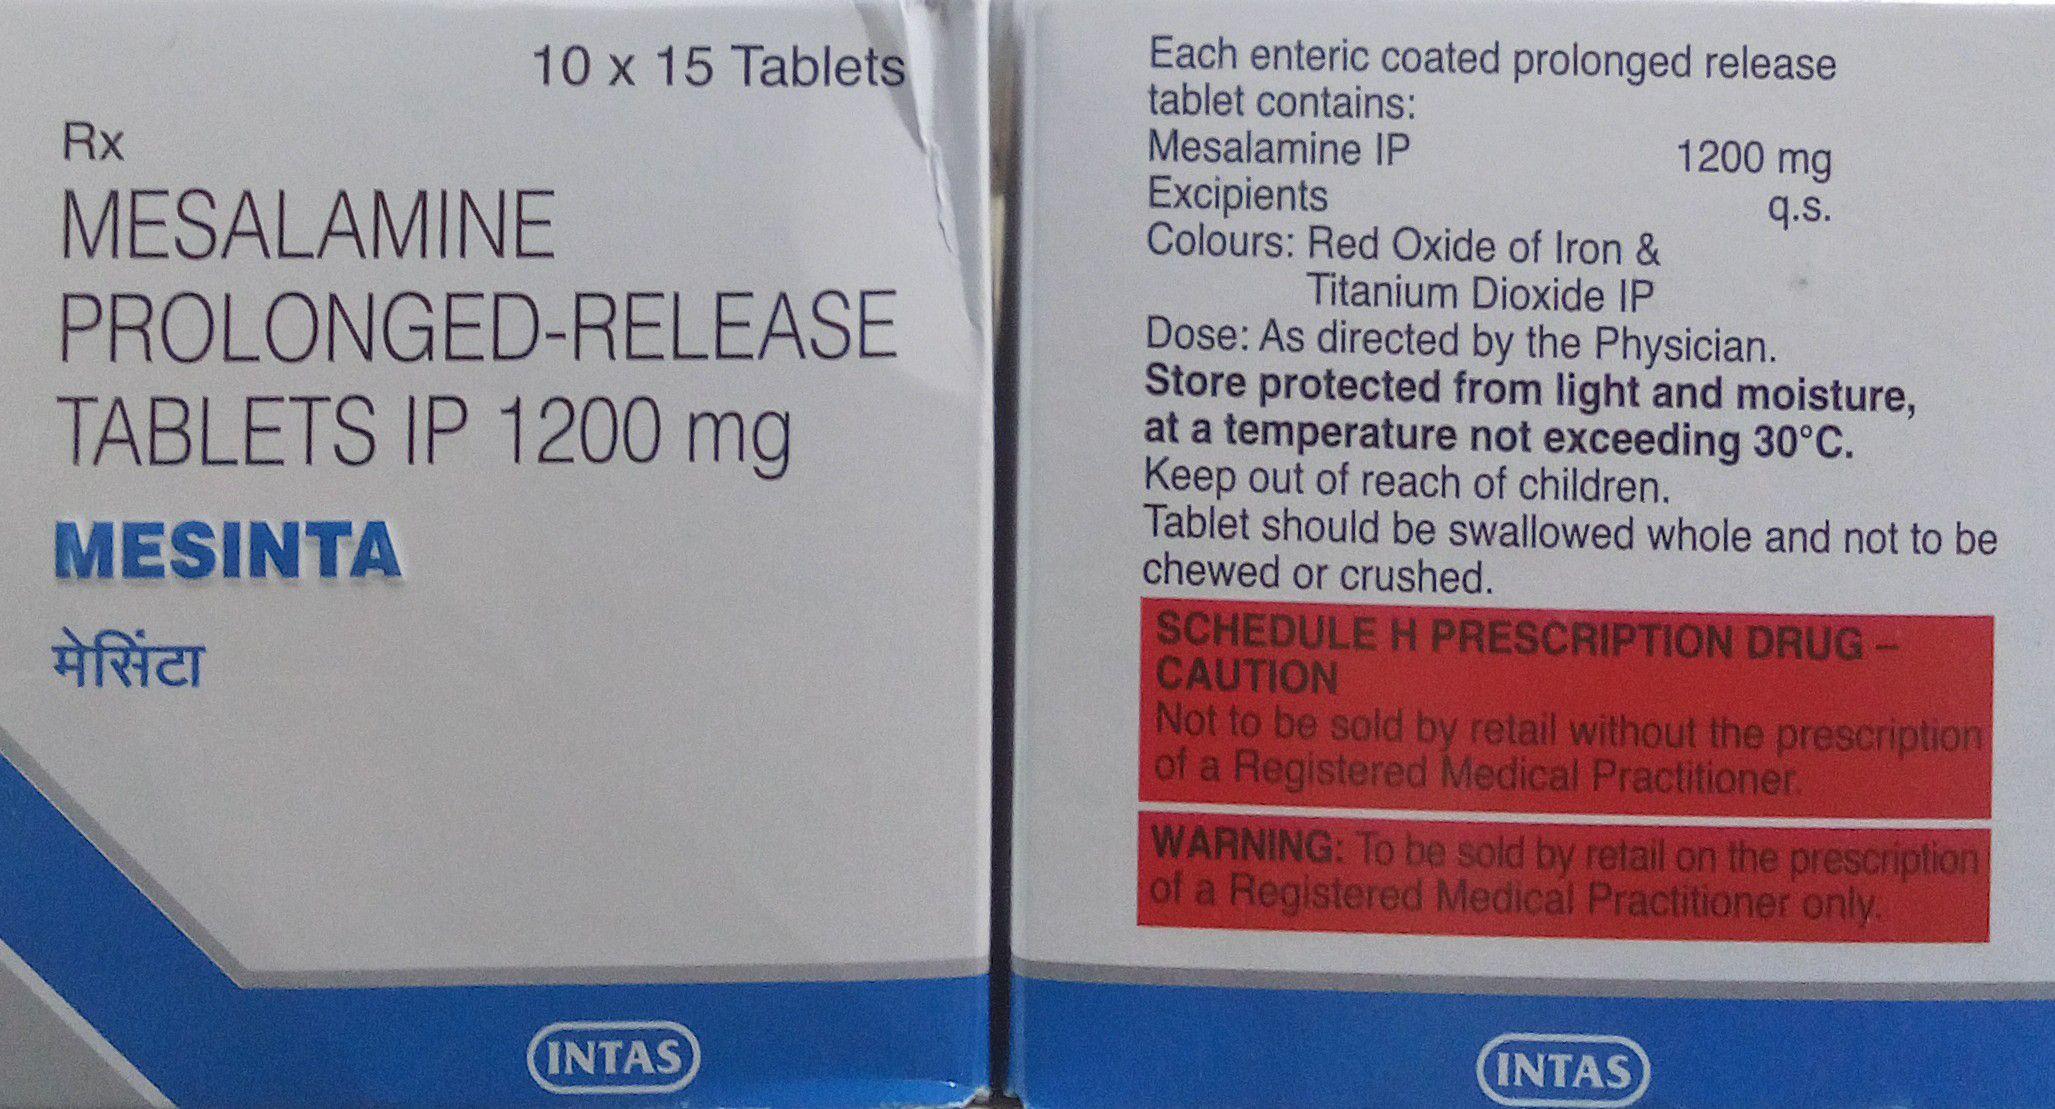 10 x 15 Tablets
Rx
MESALAMINE
PROLONGED-RELEASE
TABLETS IP 1200 mg
MESINTA
मेसिंटा
INTAS
Each enteric coated prolonged release
tablet contains:
Mesalamine IP 1200 mg
Excipients q.s.
Colours: Red Oxide of Iron &
Titanium Dioxide IP
Dose: As directed by the Physician.
Store protected from light and moisture,
at a temperature not exceeding 30°C.
Keep out of reach of children.
Tablet should be swallowed whole and not to be
chewed or crushed.
SCHEDULE H PRESCRIPTION DRUG –
CAUTION
Not to be sold by retail without the prescription
of a Registered Medical Practitioner.
WARNING: To be sold by retail on the prescription
of a Registered Medical Practitioner only.
INTAS